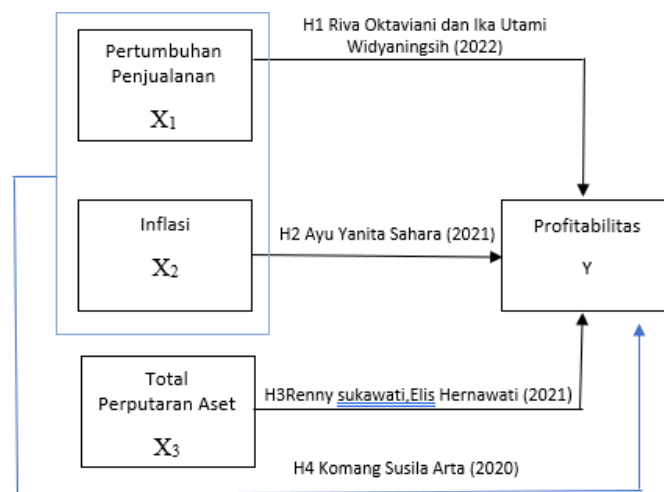 H1 Riva Oktaviani dan Ika Utami
Widyaningsih (2022)
Pertumbuhan
Penjualanan
X1
Inflasi
X2
H2 Ayu Yanita Sahara (2021)
Profitabilitas
Y
Total
Perputaran Aset
X3
H3Renny sukawati,Elis Hernawati (2021)
H4 Komang Susila Arta (2020)